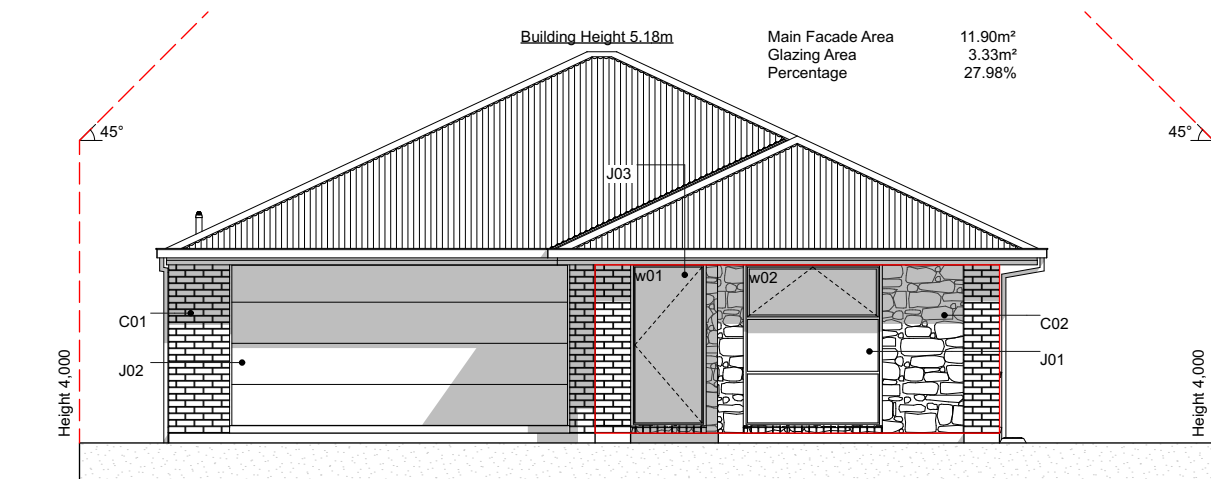 Building Height 5.18m
Main Facade Area 11.90m²
Glazing Area 3.33m²
Percentage 27.98%
45°
45°
J03
w01
w02
C01
C02
J02
J01
Height 4,000
Height 4,000